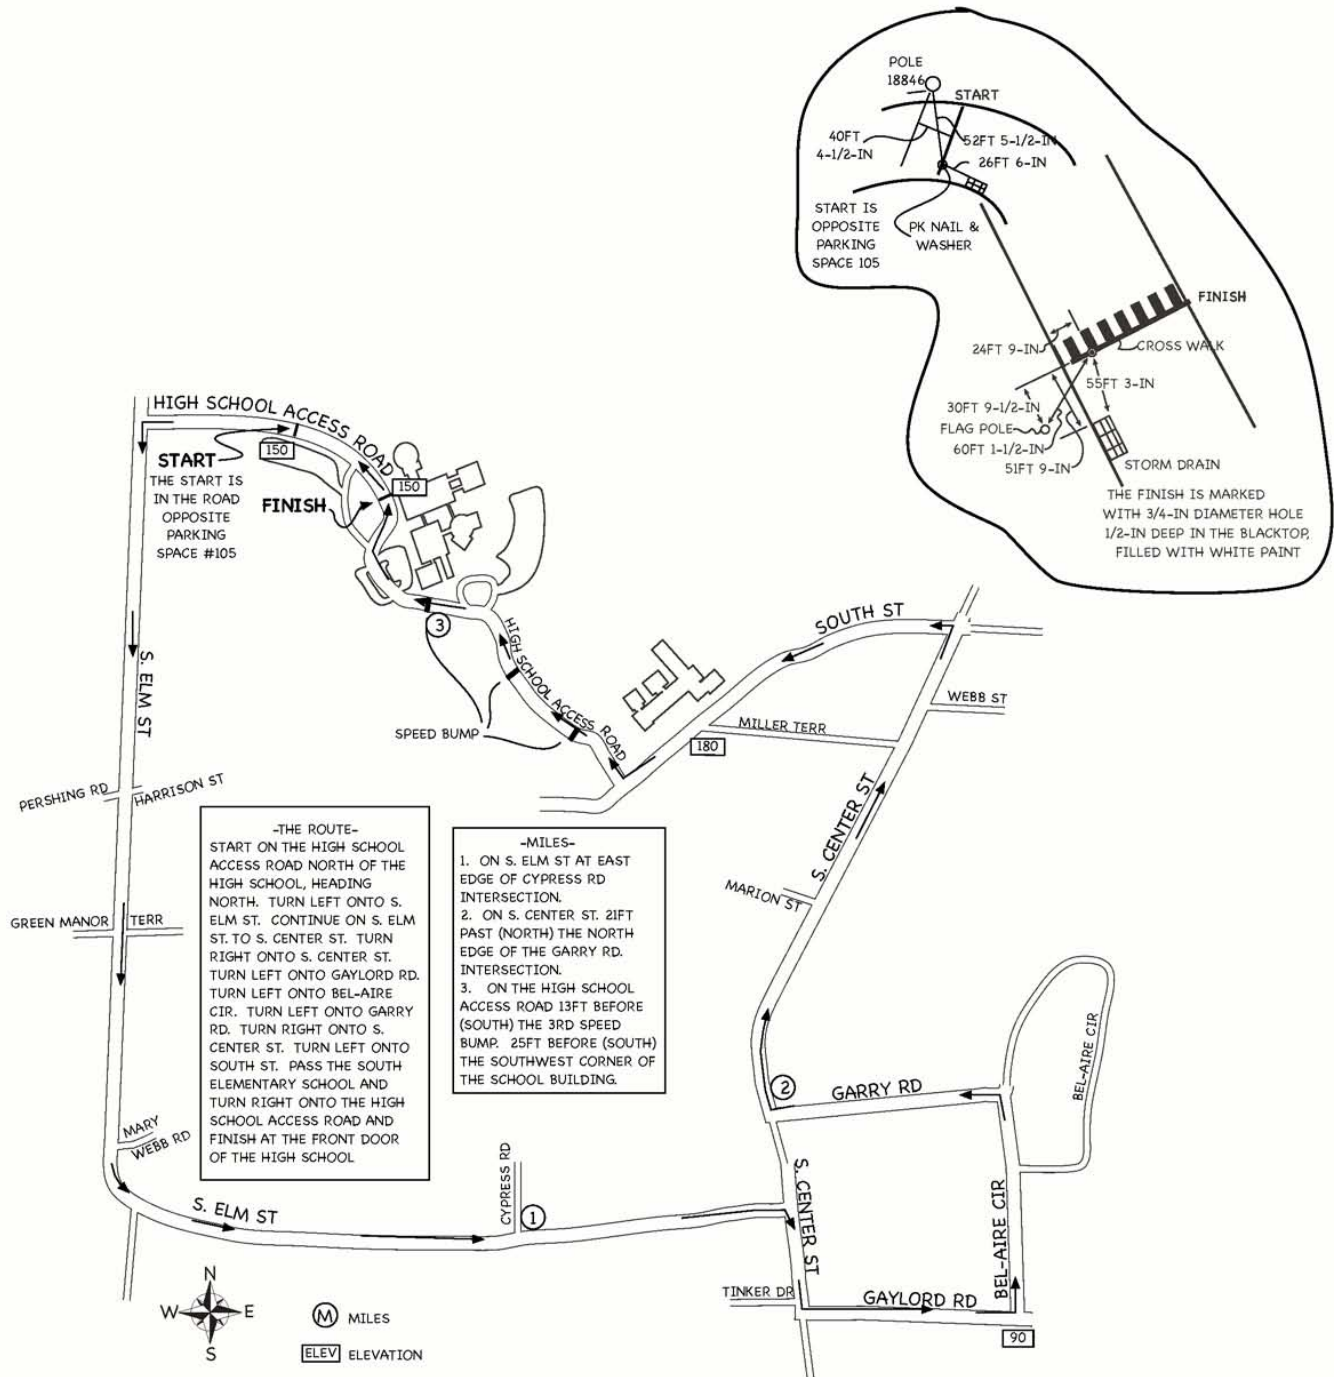 POLE
18846
START
40FT
4-1/2-IN
52FT 5-1/2-IN
26FT 6-IN
START IS
OPPOSITE
PARKING
SPACE 105
PK NAIL &
WASHER
FINISH
24FT 9-IN
CROSS WALK
55FT 3-IN
30FT 9-1/2-IN
FLAG POLE
60FT 1-1/2-IN
51FT 9-IN
STORM DRAIN
THE FINISH IS MARKED
WITH 3/4-IN DIAMETER HOLE
1/2-IN DEEP IN THE BLACKTOP,
FILLED WITH WHITE PAINT
HIGH SCHOOL ACCESS ROAD
START
150
THE START IS
IN THE ROAD
OPPOSITE
PARKING
SPACE #105
150
FINISH
3
HIGH SCHOOL ACCESS ROAD
SPEED BUMP
SOUTH ST
WEBB ST
MILLER TERR
180
S. ELM ST
PERSHING RD
HARRISON ST
S. CENTER ST
MARION ST
GREEN MANOR
TERR
-THE ROUTE-
START ON THE HIGH SCHOOL
ACCESS ROAD NORTH OF THE
HIGH SCHOOL, HEADING
NORTH. TURN LEFT ONTO S.
ELM ST. CONTINUE ON S. ELM
ST. TO S. CENTER ST. TURN
RIGHT ONTO S. CENTER ST.
TURN LEFT ONTO GAYLORD RD.
TURN LEFT ONTO BEL-AIRE
CIR. TURN LEFT ONTO GARRY
RD. TURN RIGHT ONTO S.
CENTER ST. TURN LEFT ONTO
SOUTH ST. PASS THE SOUTH
ELEMENTARY SCHOOL AND
TURN RIGHT ONTO THE HIGH
SCHOOL ACCESS ROAD AND
FINISH AT THE FRONT DOOR
OF THE HIGH SCHOOL
-MILES-
1. ON S. ELM ST AT EAST
EDGE OF CYPRESS RD
INTERSECTION.
2. ON S. CENTER ST. 21FT
PAST (NORTH) THE NORTH
EDGE OF THE GARRY RD.
INTERSECTION.
3. ON THE HIGH SCHOOL
ACCESS ROAD 13FT BEFORE
(SOUTH) THE 3RD SPEED
BUMP. 25FT BEFORE (SOUTH)
THE SOUTHWEST CORNER OF
THE SCHOOL BUILDING.
BEL-AIRE CIR
2
GARRY RD
MARY
WEBB RD
CYPRESS RD
1
S. ELM ST
S. CENTER ST
BEL-AIRE CIR
TINKER DR
GAYLORD RD
90
N
W
E
S
M MILES
ELEV ELEVATION